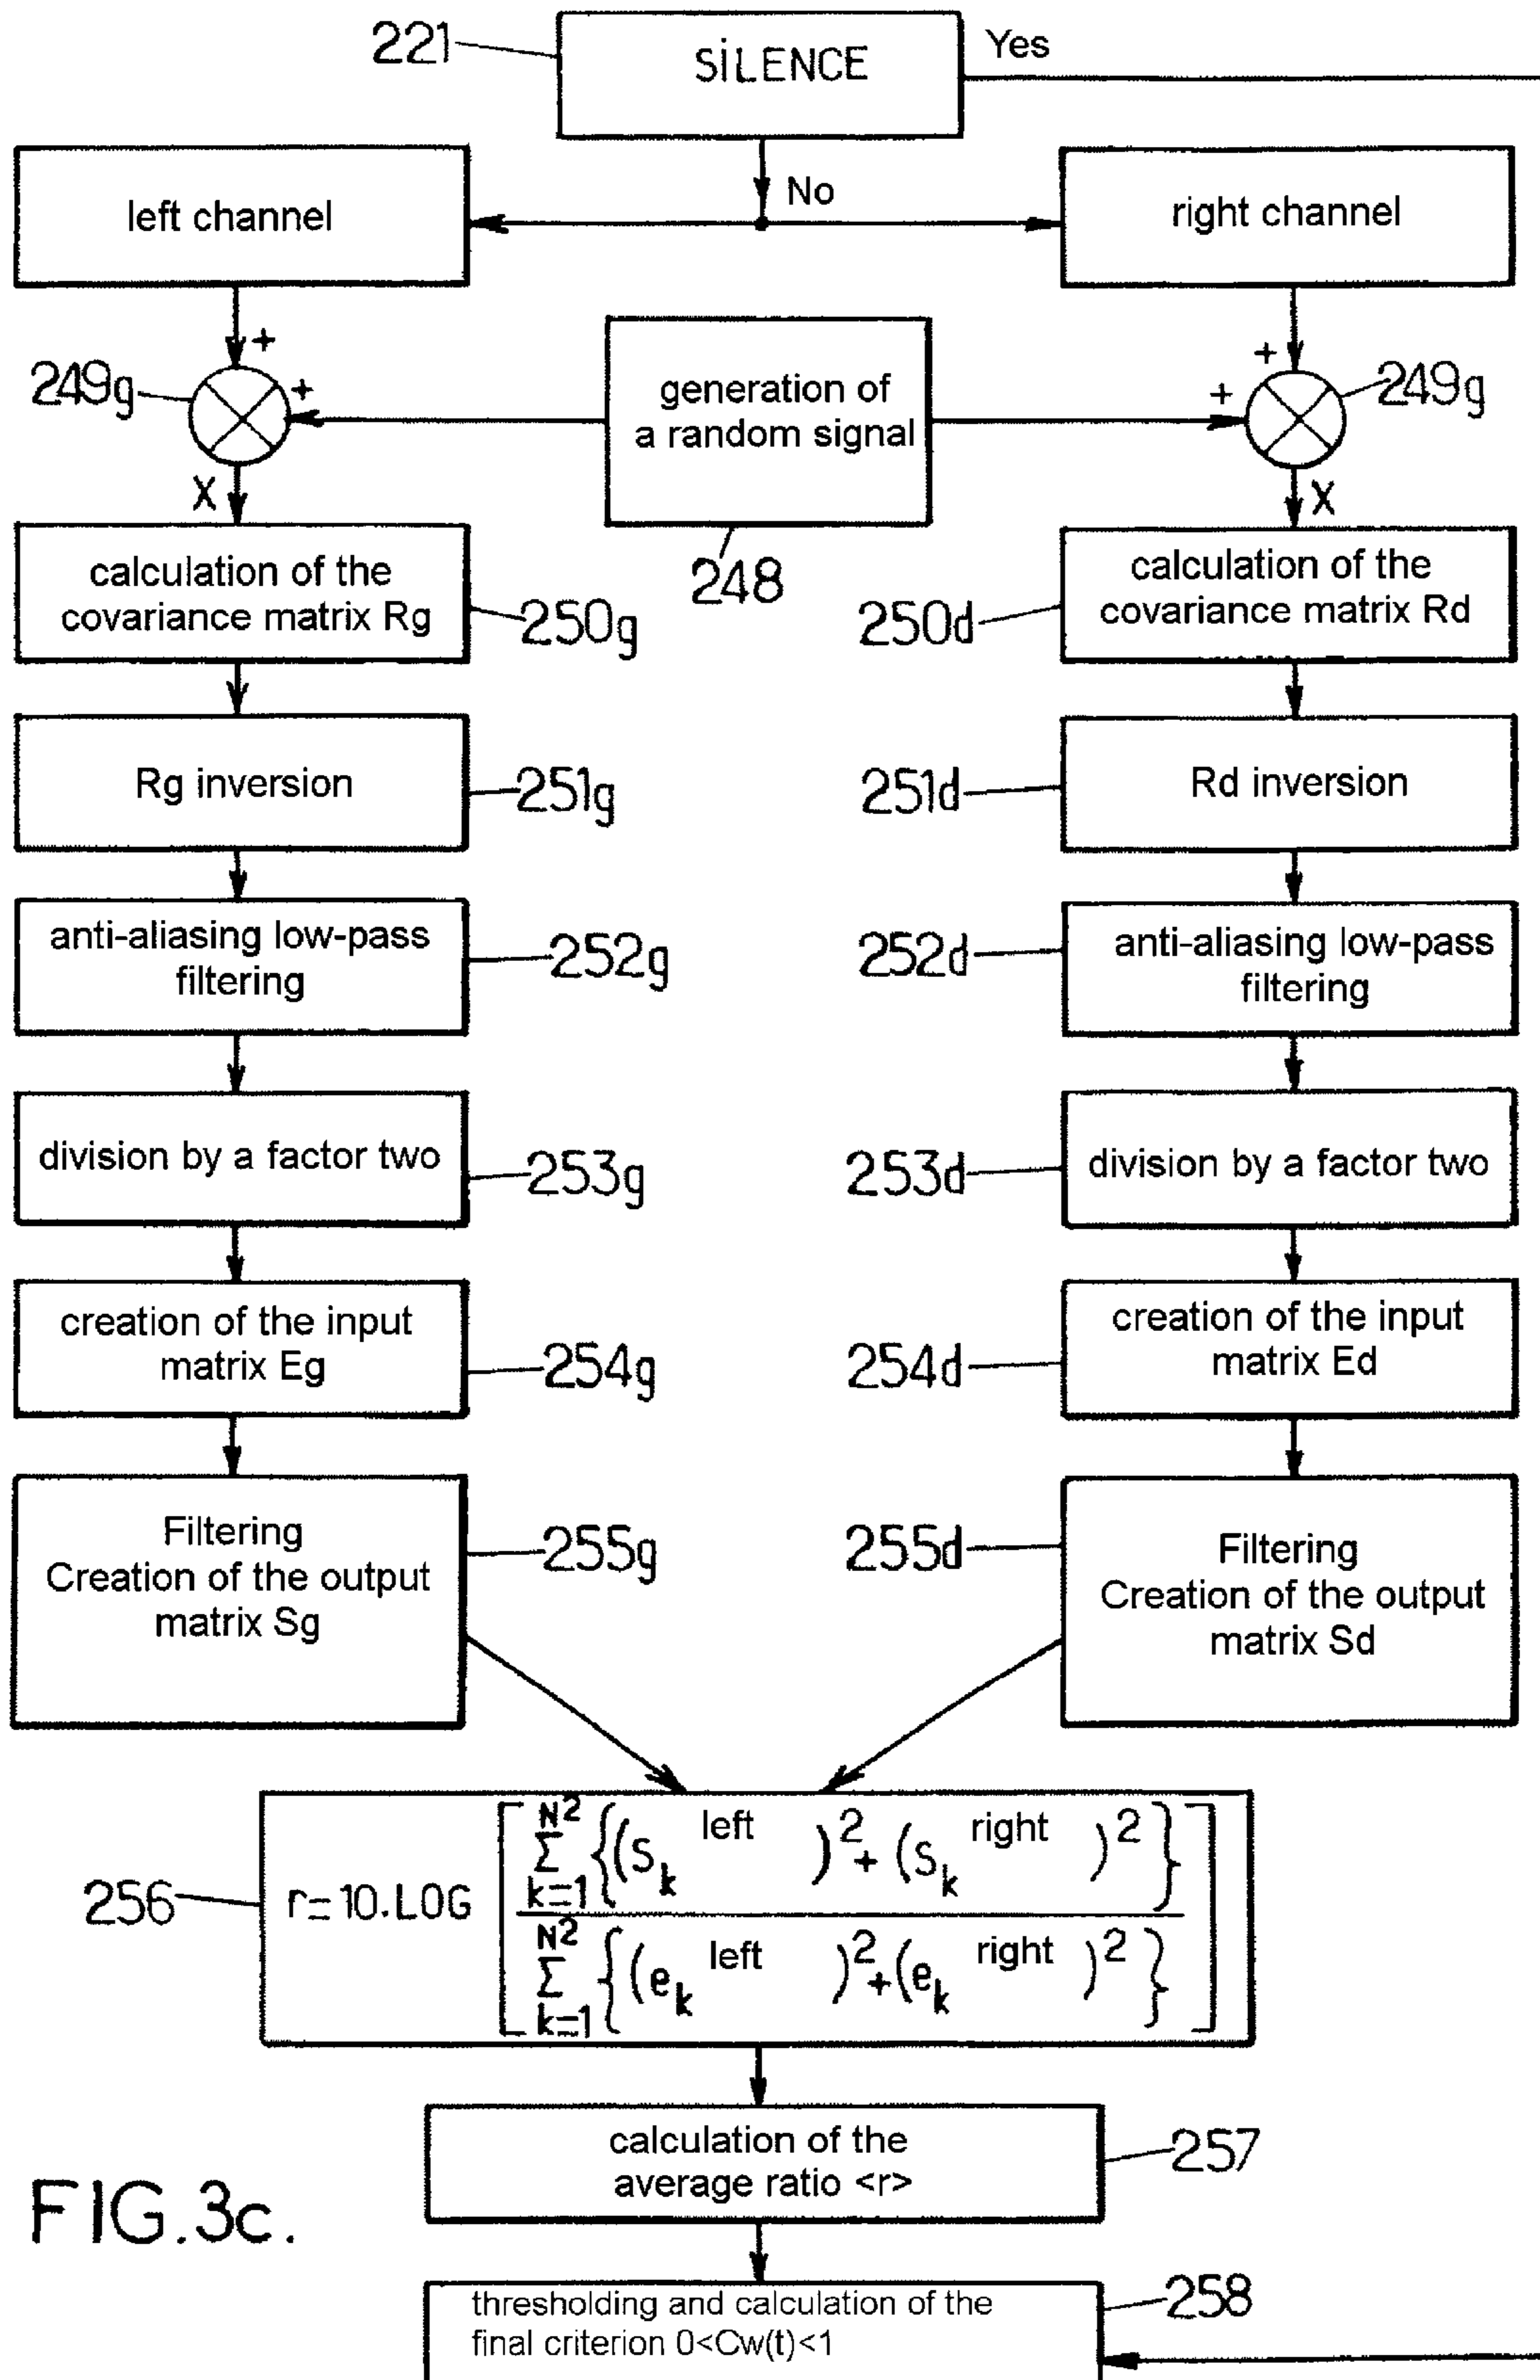 221
SiLENCE
Yes
No
left channel
right channel
+
+
249g
generation of
a random signal
248
+
+
249g
X
X
calculation of the
covariance matrix Rg
250g
250d
calculation of the
covariance matrix Rd
Rg inversion
251g
251d
Rd inversion
anti-aliasing low-pass
filtering
252g
252d
anti-aliasing low-pass
filtering
division by a factor two
253g
253d
division by a factor two
creation of the input
matrix Eg
254g
254d
creation of the input
matrix Ed
Filtering
Creation of the output
matrix Sg
255g
255d
Filtering
Creation of the output
matrix Sd
256
r=10.LOG [ N² Σ k=1 {(s_k left )² + (s_k right )²}
N² Σ k=1 {(e_k left )² + (e_k right )²} ]
calculation of the
average ratio <r>
257
FIG.3c.
thresholding and calculation of the
final criterion 0<Cw(t)<1
258